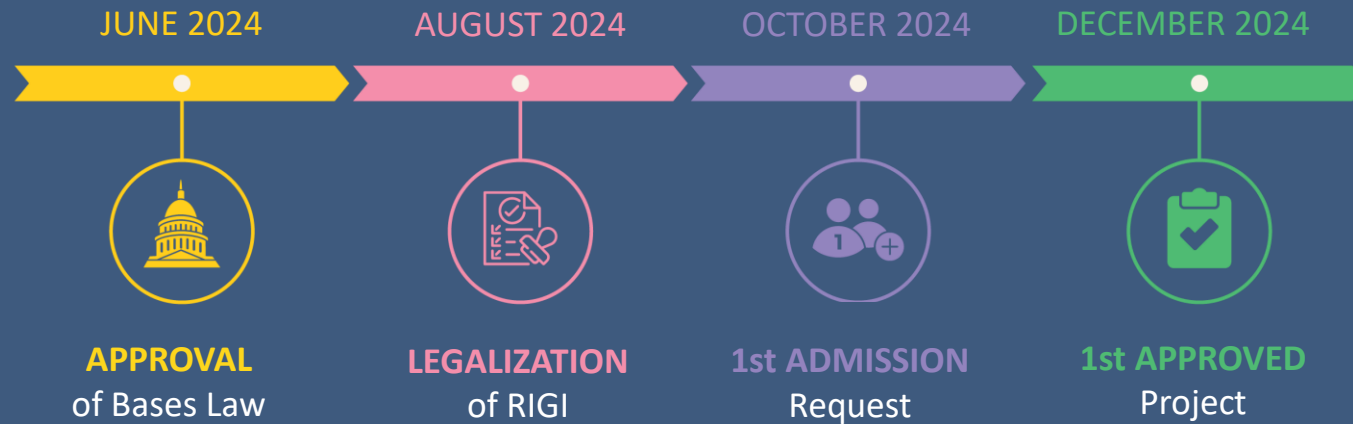 JUNE 2024
AUGUST 2024
OCTOBER 2024
DECEMBER 2024
1
APPROVAL
of Bases Law
LEGALIZATION
of RIGI
1st ADMISSION
Request
1st APPROVED
Project